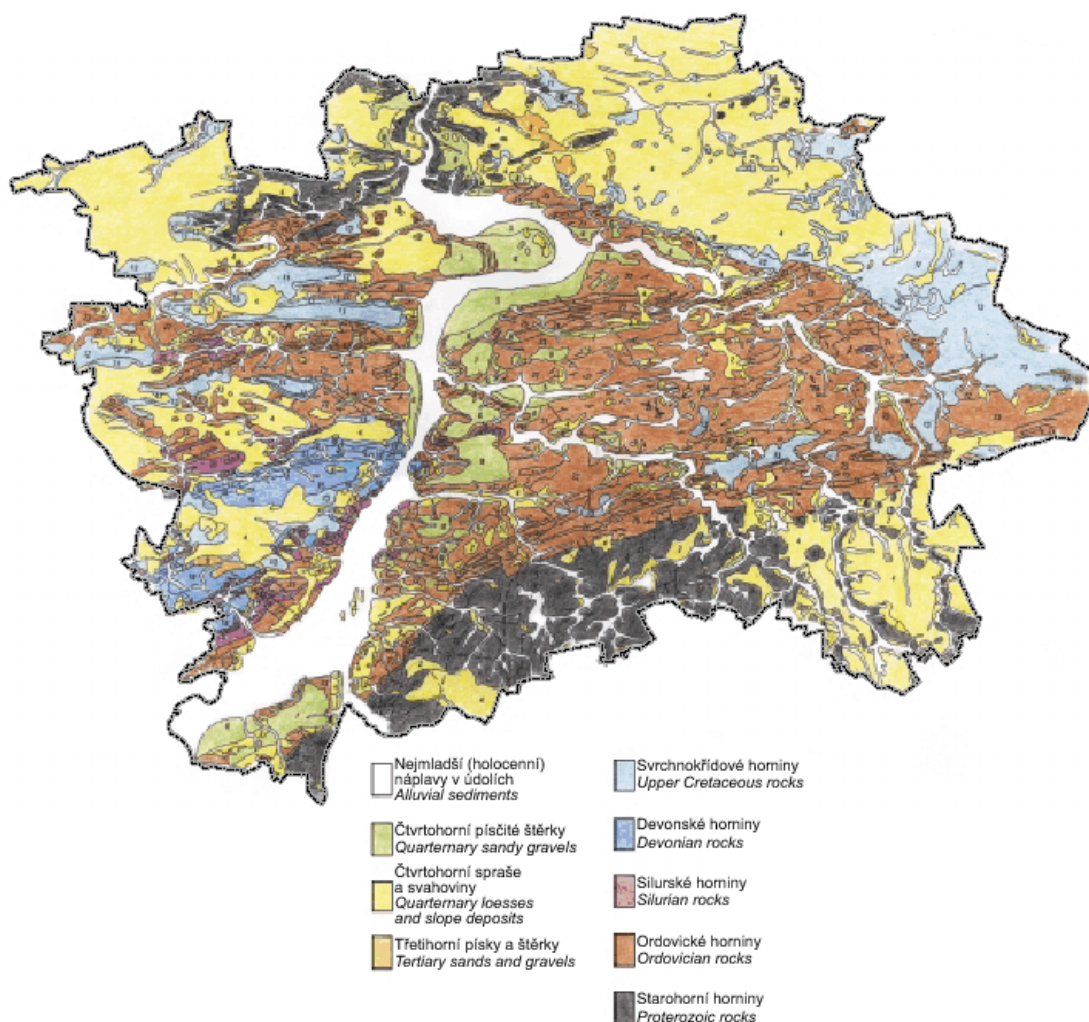 Nejmladší (holocenní)
náplavy v údolích
Alluvial sediments
Čtvrtohorní písčité štěrky
Quarternary sandy gravels
Čtvrtohorní spraše
a svahoviny
Quarternary loesses
and slope deposits
Třetihorní písky a štěrky
Tertiary sands and gravels
Svrchnokřídové horniny
Upper Cretaceous rocks
Devonské horniny
Devonian rocks
Silurské horniny
Silurian rocks
Ordovické horniny
Ordovician rocks
Starohorní horniny
Proterozoic rocks